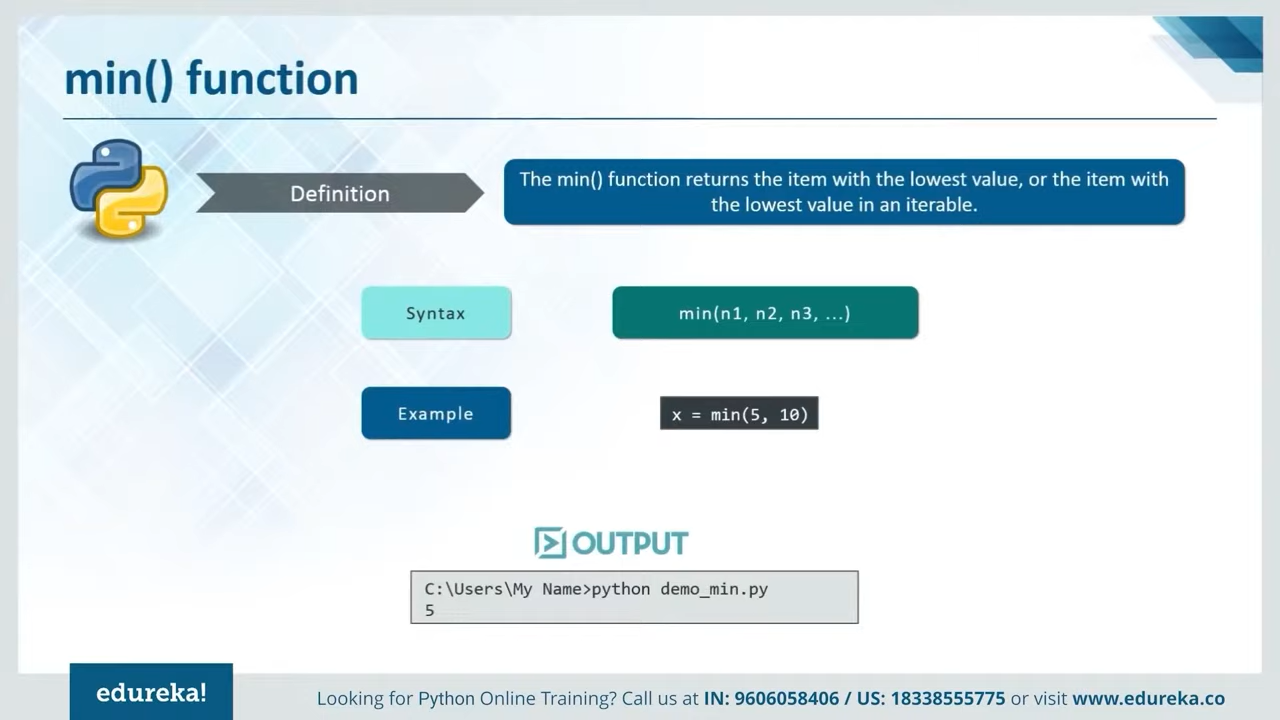 min() function
Definition
The min() function returns the item with the lowest value, or the item with
the lowest value in an iterable.
Syntax
min(n1, n2, n3, ...)
Example
x = min(5, 10)
OUTPUT
C:\Users\My Name>python demo_min.py
5
edureka!
Looking for Python Online Training? Call us at IN: 9606058406 / US: 18338555775 or visit www.edureka.co